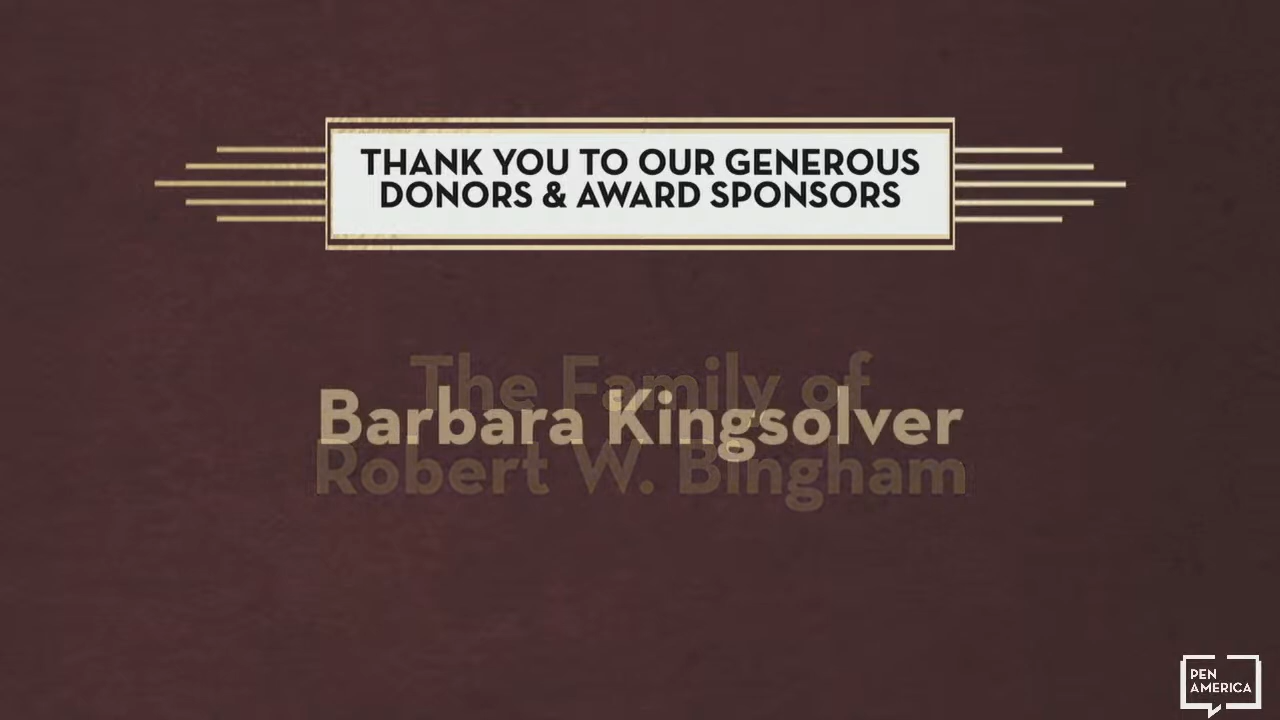 THANK YOU TO OUR GENEROUS
DONORS & AWARD SPONSORS
The Family of
Barbara Kingsolver
Robert W. Bingham
PEN
AMERICA